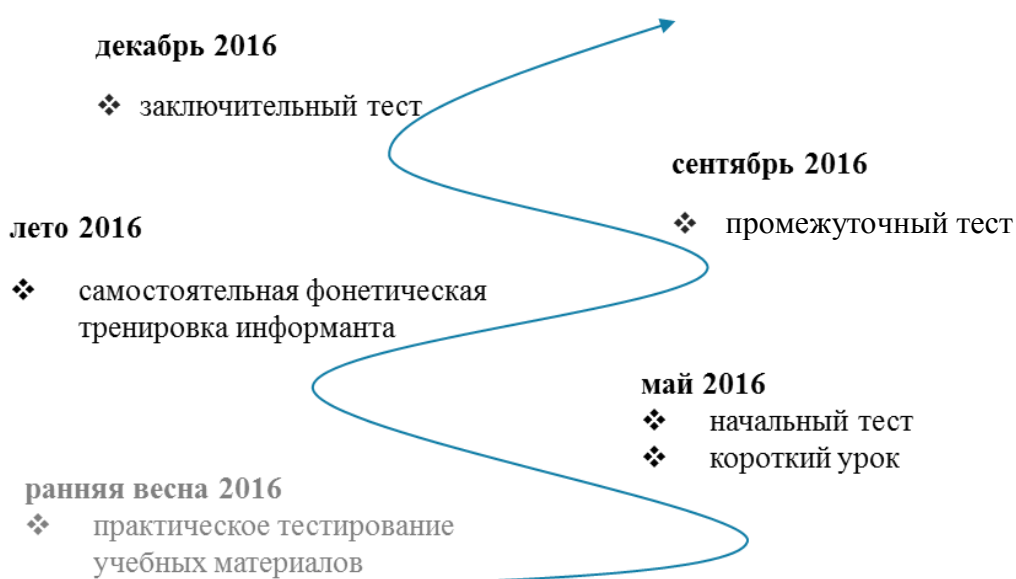 декабрь 2016
❖ заключительный тест
сентябрь 2016
❖ промежуточный тест
лето 2016
❖ самостоятельная фонетическая
тренировка информанта
май 2016
❖ начальный тест
❖ короткий урок
ранняя весна 2016
❖ практическое тестирование
учебных материалов